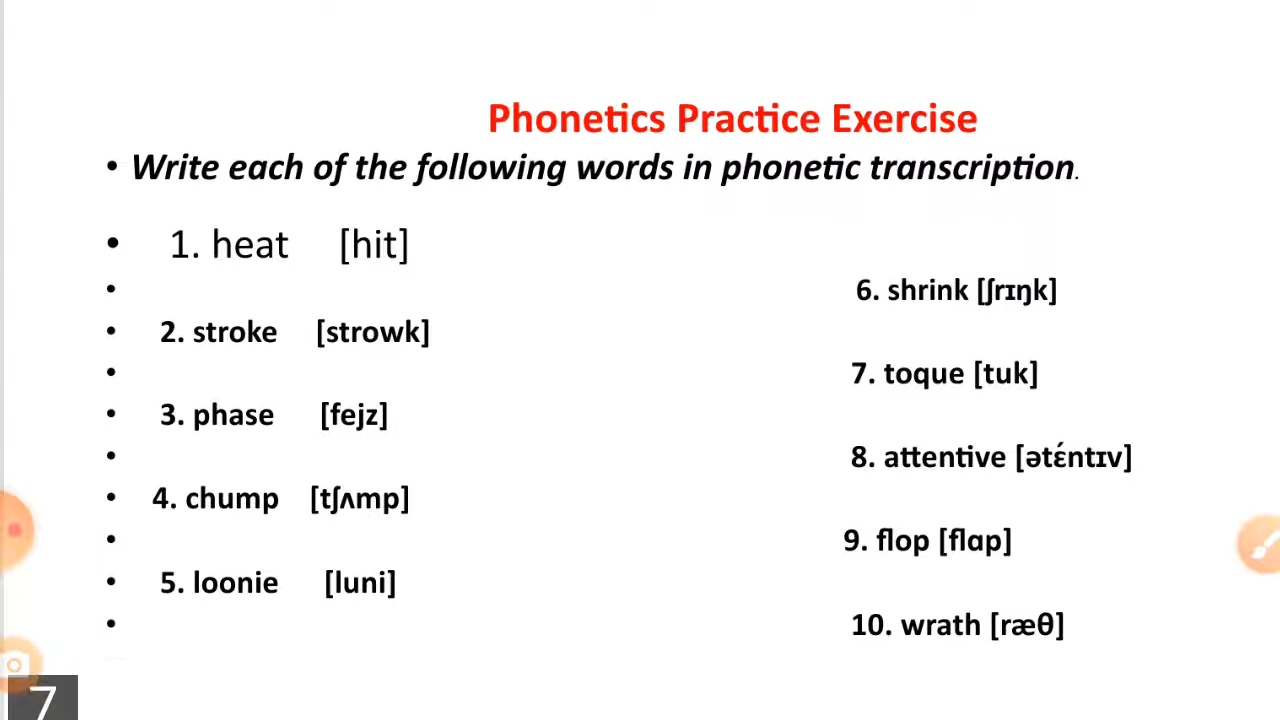 Phonetics Practice Exercise
• Write each of the following words in phonetic transcription.
• 1. heat [hit]
• 6. shrink [ʃrɪŋk]
• 2. stroke [strowk]
• 7. toque [tuk]
• 3. phase [fejz]
• 8. attentive [ətɛ́ntɪv]
• 4. chump [tʃʌmp]
• 9. flop [flɑp]
• 5. loonie [luni]
• 10. wrath [ræθ]
7